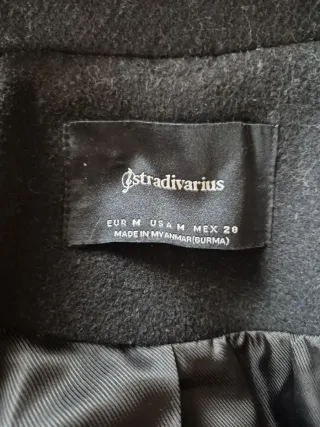 stradivarius
EUR M USA M MEX 28
MADE IN MYANMAR(BURMA)